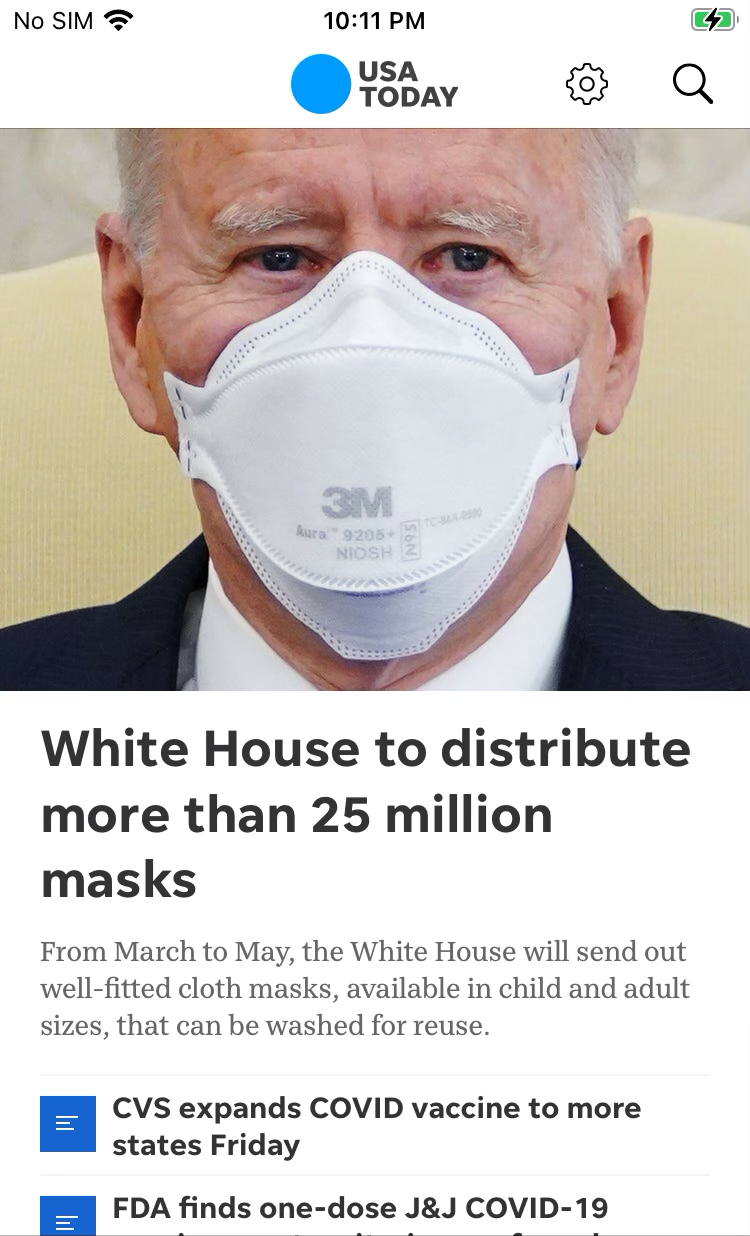 No SIM 10:11 PM
USA
TODAY
3M
Aura™ 9205+
NIOSH
N95
White House to distribute
more than 25 million
masks
From March to May, the White House will send out
well-fitted cloth masks, available in child and adult
sizes, that can be washed for reuse.
CVS expands COVID vaccine to more
states Friday
FDA finds one-dose J&J COVID-19